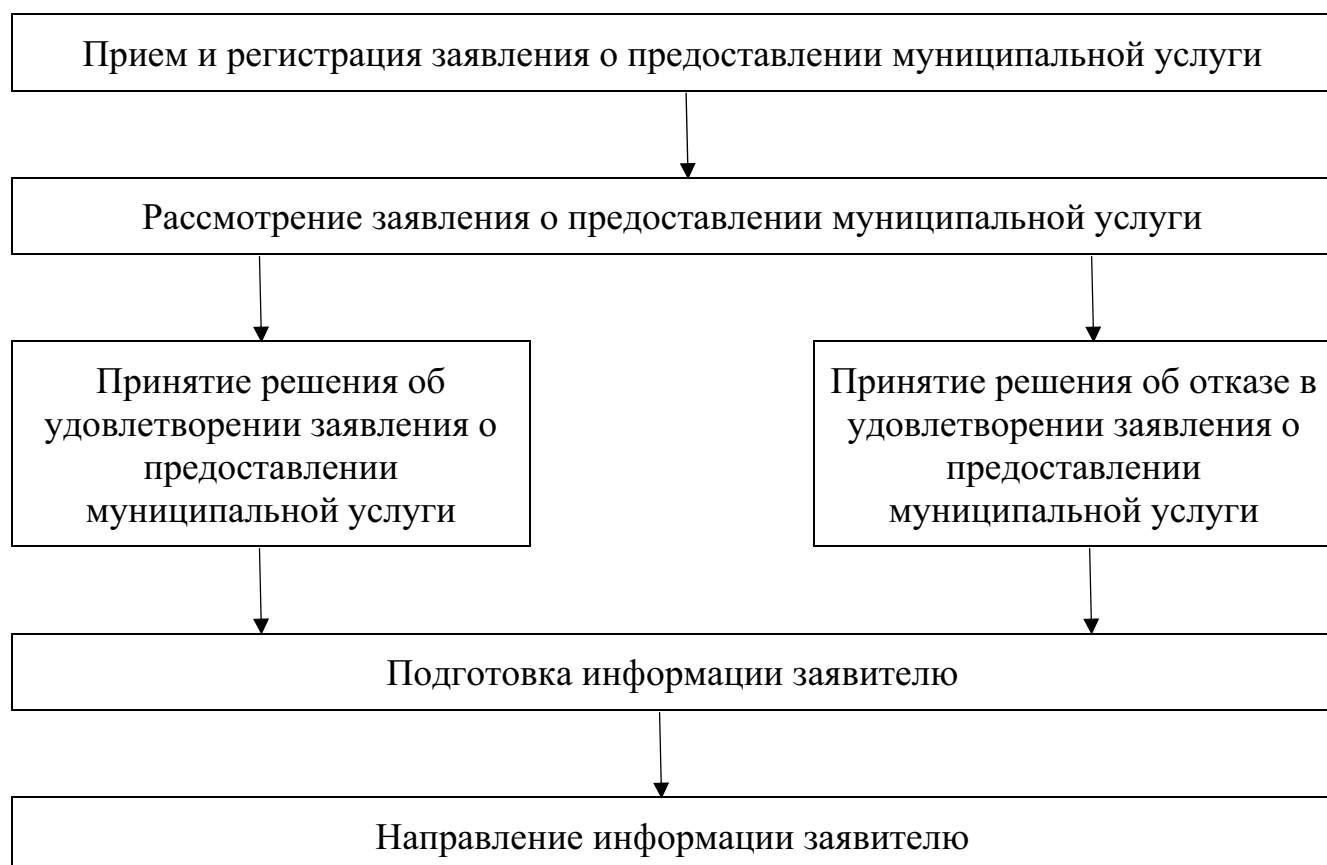 Прием и регистрация заявления о предоставлении муниципальной услуги
Рассмотрение заявления о предоставлении муниципальной услуги
Принятие решения об
удовлетворении заявления о
предоставлении
муниципальной услуги
Принятие решения об отказе в
удовлетворении заявления о
предоставлении
муниципальной услуги
Подготовка информации заявителю
Направление информации заявителю